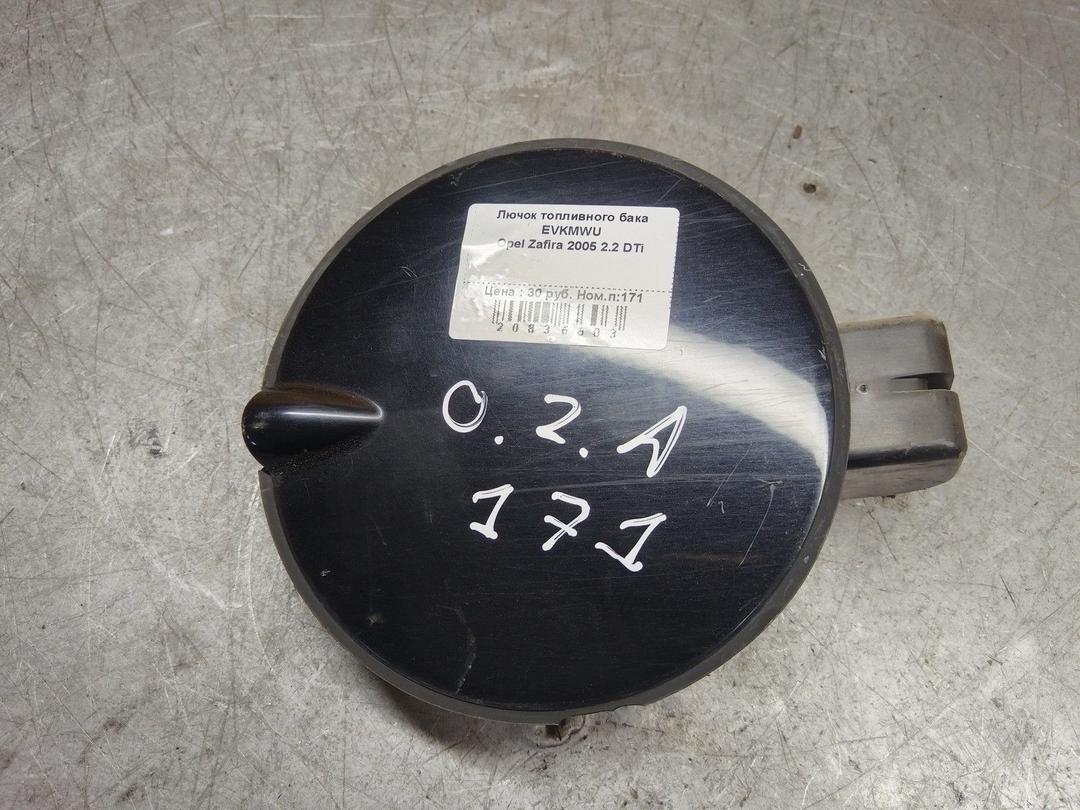 Лючок топливного бака
EVKMWU
Opel Zafira 2005 2.2 DTi
Цена : 30 руб. Ном.п:171
20836603
O.Z.A
171